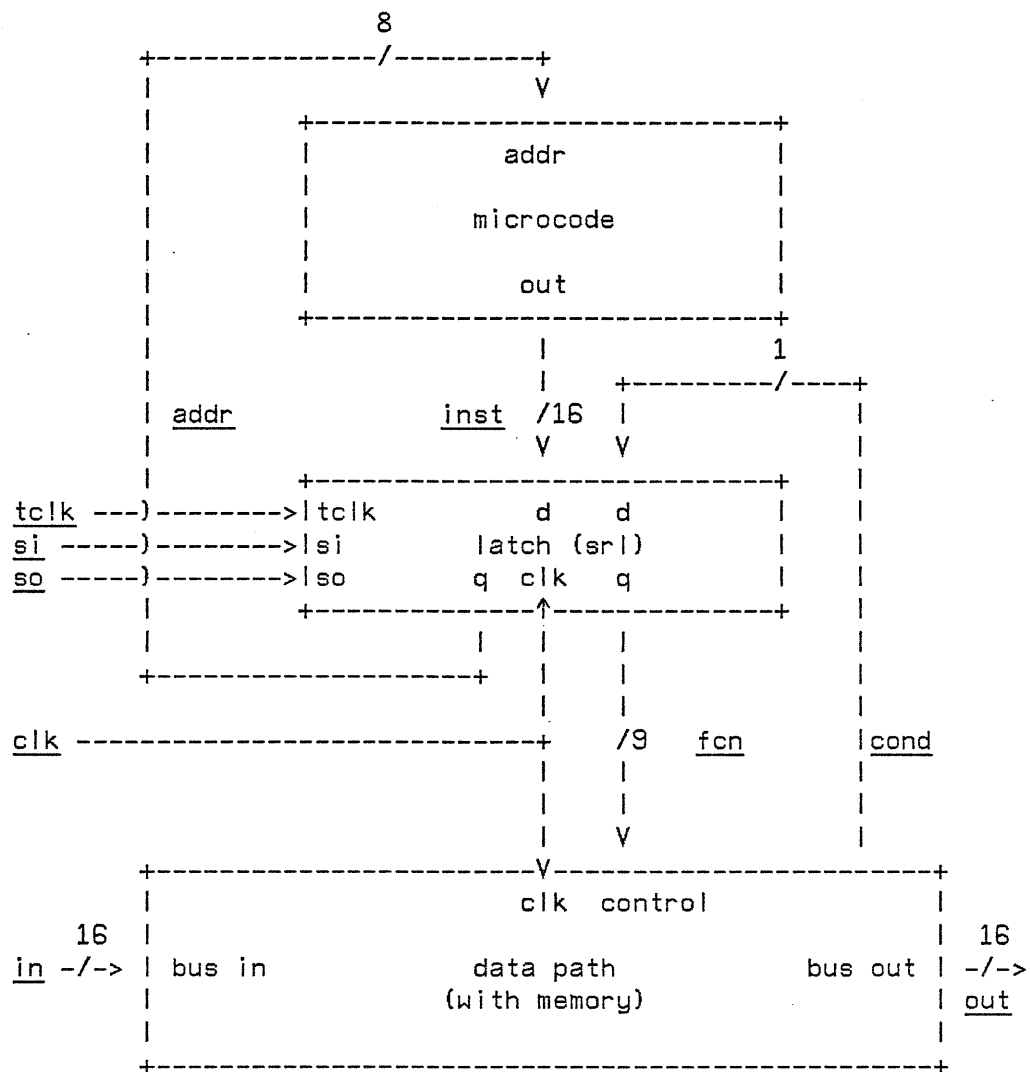 8
addr
microcode
out
1
addr inst /16
tclk tclk d d
si si latch (srl)
so so q clk q
clk /9 fcn cond
clk control
16 16
in -/-> bus in data path bus out -/->
(with memory) out